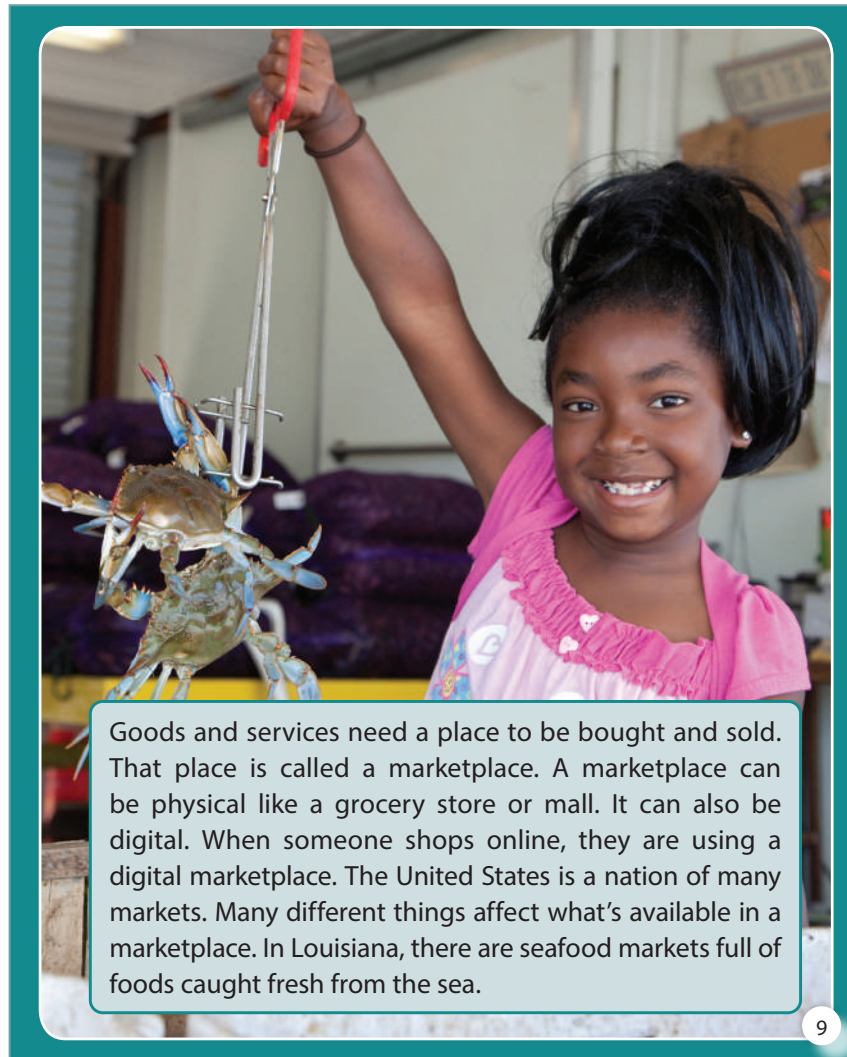 Goods and services need a place to be bought and sold.
That place is called a marketplace. A marketplace can
be physical like a grocery store or mall. It can also be
digital. When someone shops online, they are using a
digital marketplace. The United States is a nation of many
markets. Many different things affect what’s available in a
marketplace. In Louisiana, there are seafood markets full of
foods caught fresh from the sea.
9